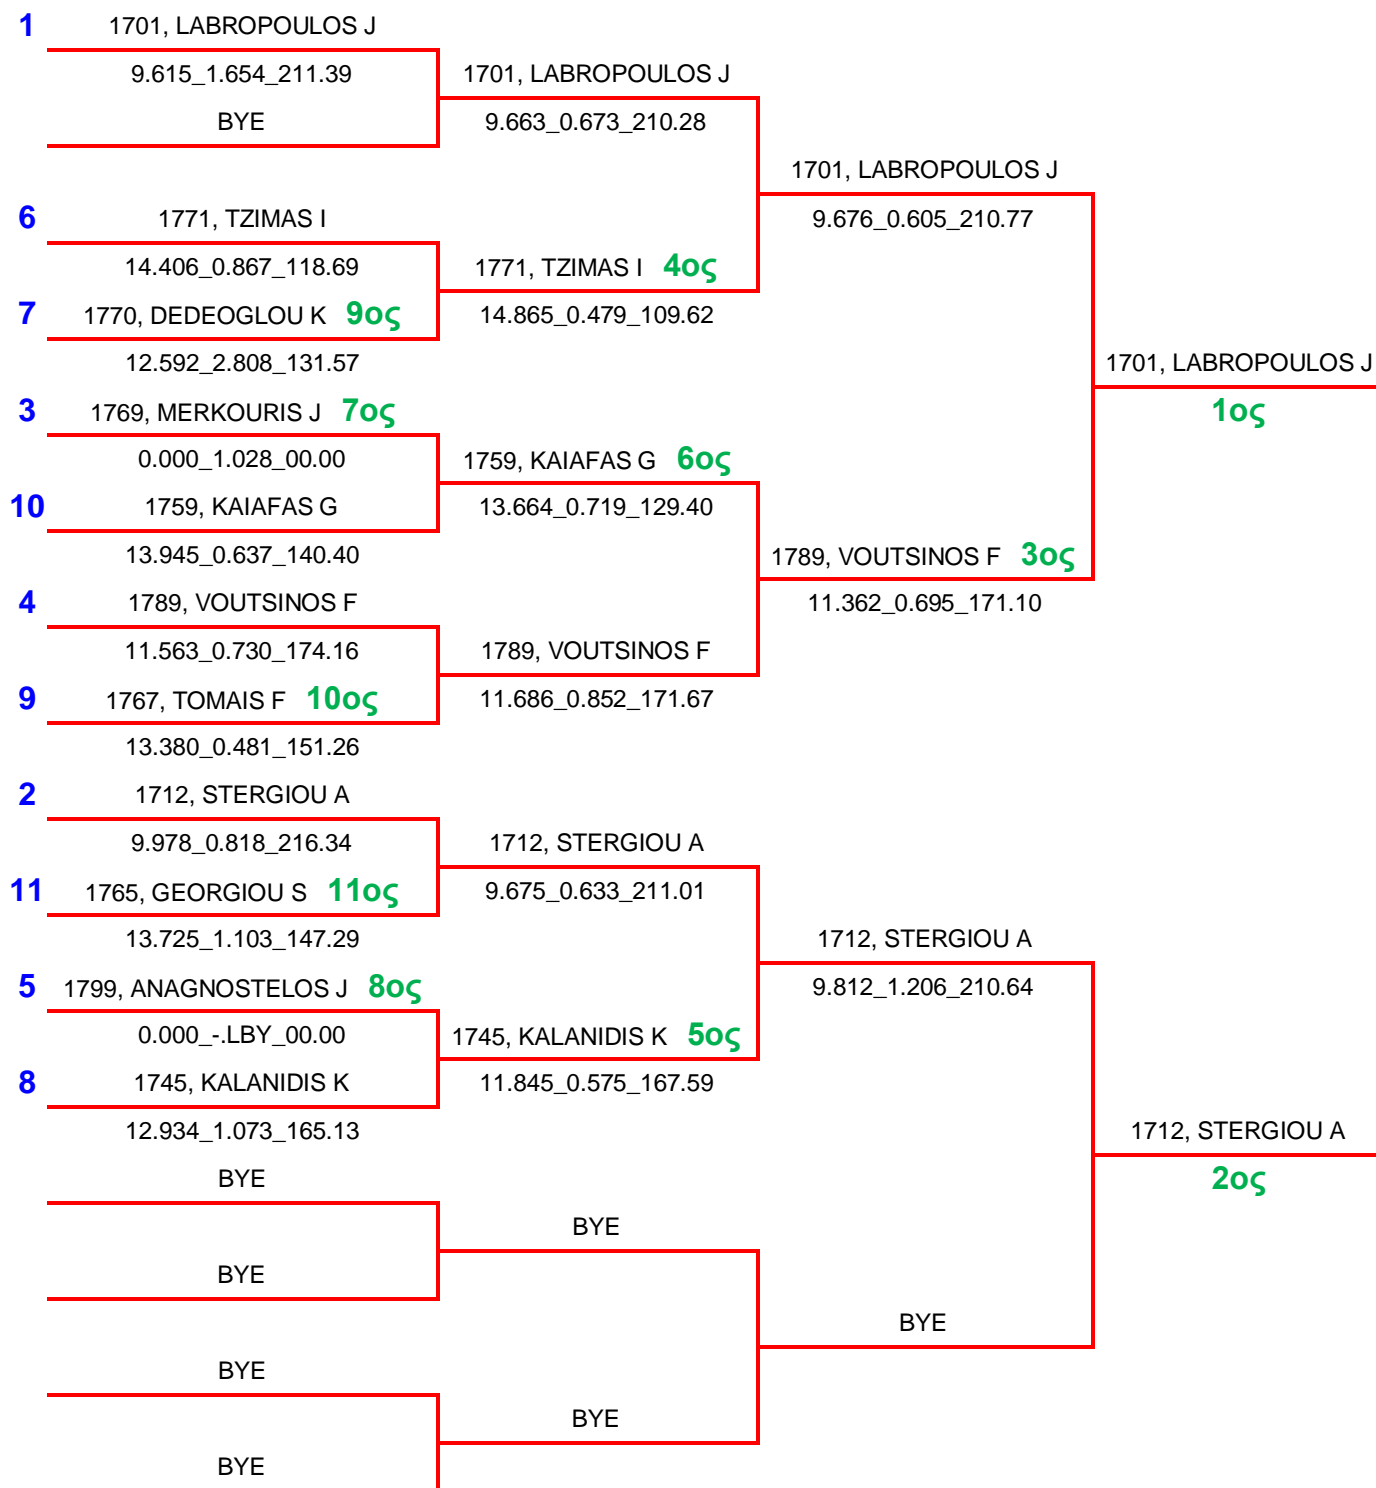 1 1701, LABROPOULOS J
9.615_1.654_211.39 1701, LABROPOULOS J
BYE 9.663_0.673_210.28
1701, LABROPOULOS J
6 1771, TZIMAS I 9.676_0.605_210.77
14.406_0.867_118.69 1771, TZIMAS I 4ος
7 1770, DEDEOGLOU K 9ος 14.865_0.479_109.62
12.592_2.808_131.57 1701, LABROPOULOS J
3 1769, MERKOURIS J 7ος 1ος
0.000_1.028_00.00 1759, KAIAFAS G 6ος
10 1759, KAIAFAS G 13.664_0.719_129.40
13.945_0.637_140.40 1789, VOUTSINOS F 3ος
4 1789, VOUTSINOS F 11.362_0.695_171.10
11.563_0.730_174.16 1789, VOUTSINOS F
9 1767, TOMAIS F 10ος 11.686_0.852_171.67
13.380_0.481_151.26
2 1712, STERGIOU A
9.978_0.818_216.34 1712, STERGIOU A
11 1765, GEORGIOU S 11ος 9.675_0.633_211.01
13.725_1.103_147.29 1712, STERGIOU A
5 1799, ANAGNOSTELOS J 8ος 9.812_1.206_210.64
0.000_-.LBY_00.00 1745, KALANIDIS K 5ος
8 1745, KALANIDIS K 11.845_0.575_167.59
12.934_1.073_165.13 1712, STERGIOU A
BYE 2ος
BYE
BYE
BYE
BYE
BYE
BYE